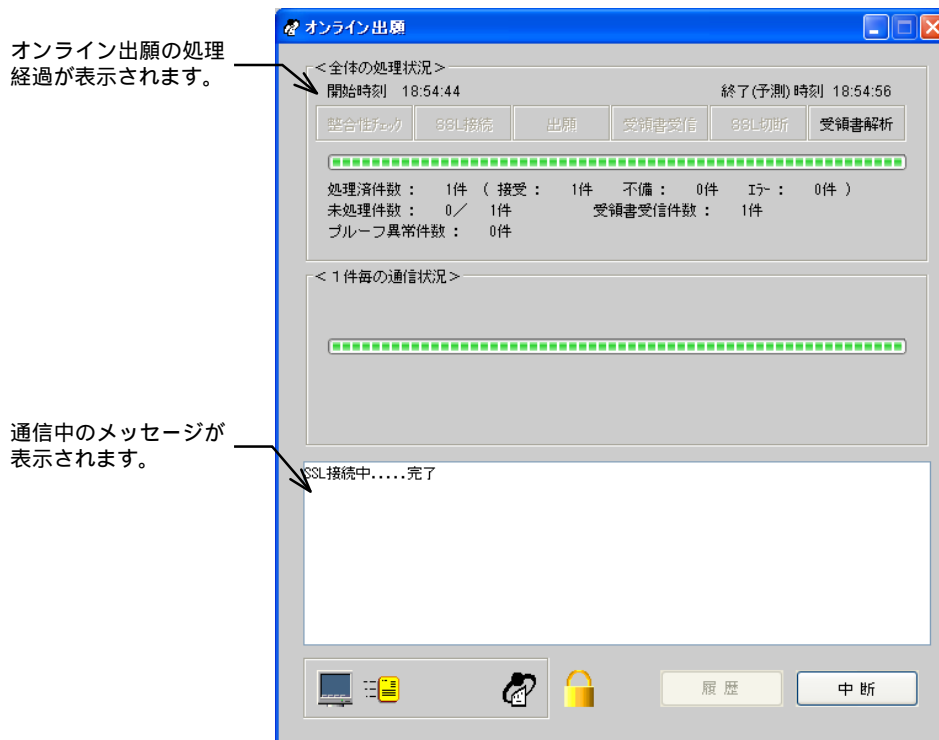 オンライン出願
オンライン出願の処理
経過が表示されます。
＜全体の処理状況＞
開始時刻 18:54:44 終了(予測)時刻 18:54:56
整合性ﾁｪｯｸ SSL接続 出願 受領書受信 SSL切断 受領書解析
処理済件数： 1件 （ 接受： 1件 不備： 0件 ｴﾗｰ： 0件 ）
未処理件数： 0／ 1件 受領書受信件数： 1件
プルーフ異常件数： 0件
＜１件毎の通信状況＞
通信中のメッセージが
表示されます。
SSL接続中.....完了
履歴 中断